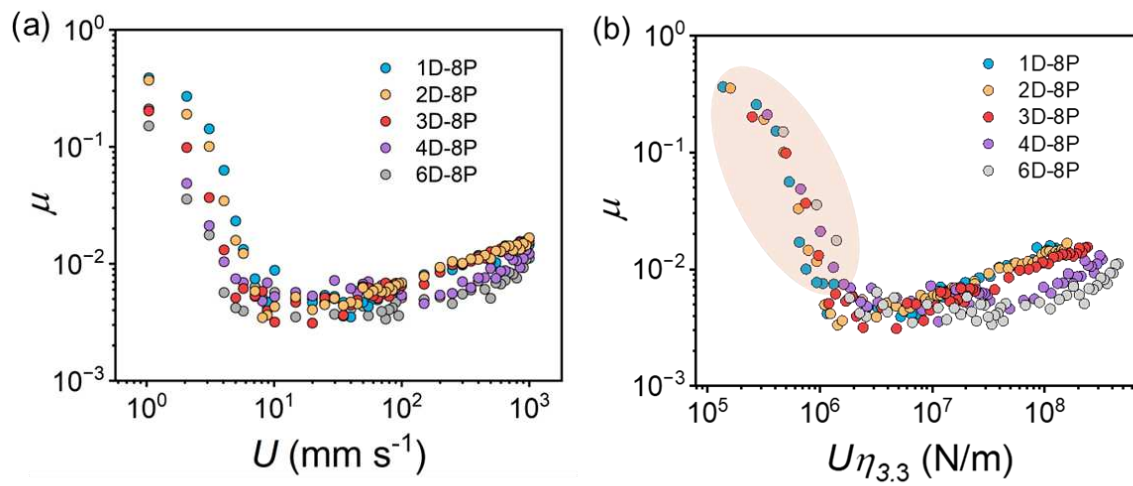 (a)
10⁰
10⁻¹
10⁻²
10⁻³
μ
1D-8P
2D-8P
3D-8P
4D-8P
6D-8P
10⁰ 10¹ 10² 10³
U (mm s⁻¹)
(b)
10⁰
10⁻¹
10⁻²
10⁻³
μ
1D-8P
2D-8P
3D-8P
4D-8P
6D-8P
10⁵ 10⁶ 10⁷ 10⁸
Uη₃.₃ (N/m)